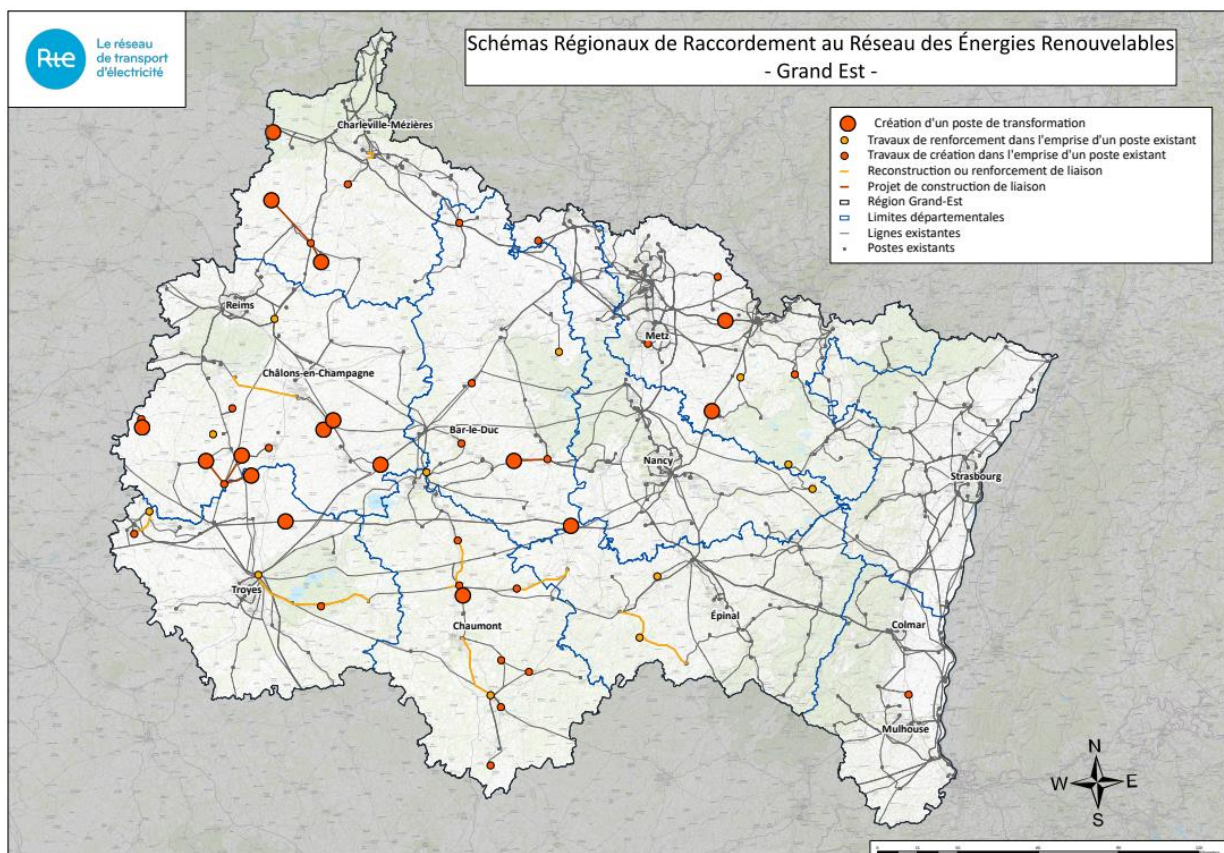 Rte
Le réseau
de transport
d'électricité
Schémas Régionaux de Raccordement au Réseau des Énergies Renouvelables
- Grand Est -
Création d'un poste de transformation
Travaux de renforcement dans l'emprise d'un poste existant
Travaux de création dans l'emprise d'un poste existant
Reconstruction ou renforcement de liaison
Projet de construction de liaison
Région Grand-Est
Limites départementales
Lignes existantes
Postes existants
Charleville-Mézières
Reims
Metz
Châlons-en-Champagne
Bar-le-Duc
Nancy
Strasbourg
Troyes
Chaumont
Épinal
Colmar
Mulhouse
N
W E
S